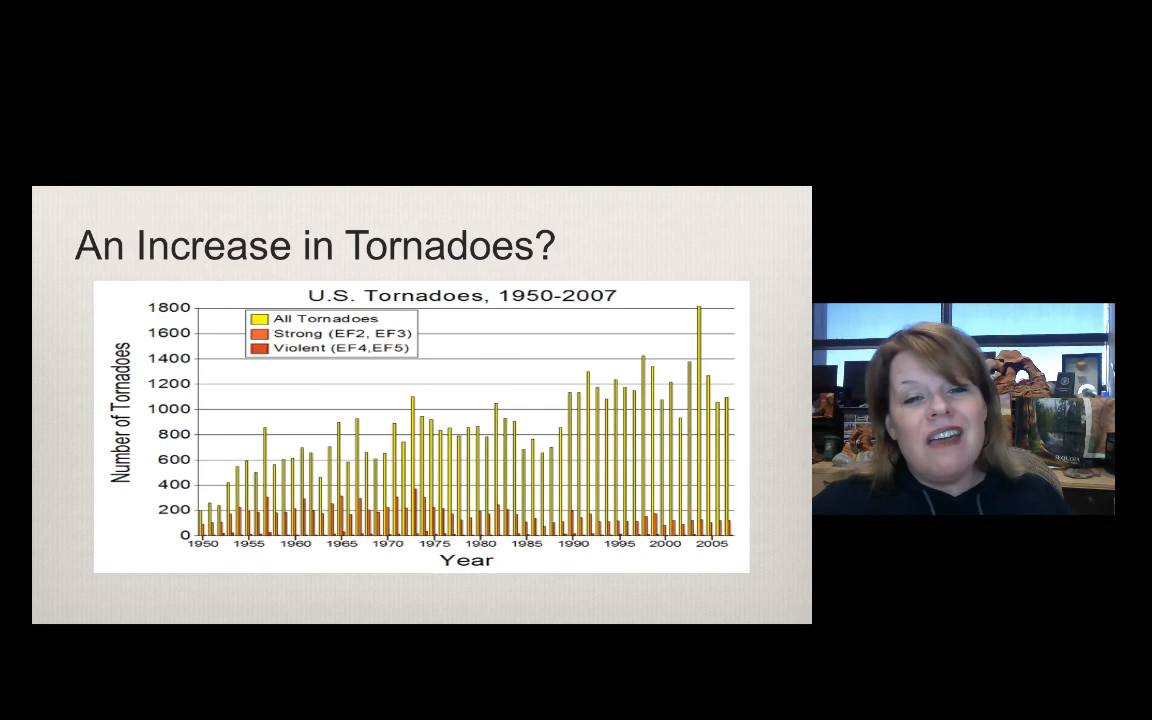 An Increase in Tornadoes?
U.S. Tornadoes, 1950-2007
All Tornadoes
Strong (EF2, EF3)
Violent (EF4,EF5)
Number of Tornadoes
1800
1600
1400
1200
1000
800
600
400
200
0
1950 1955 1960 1965 1970 1975 1980 1985 1990 1995 2000 2005
Year
SEQUOIA